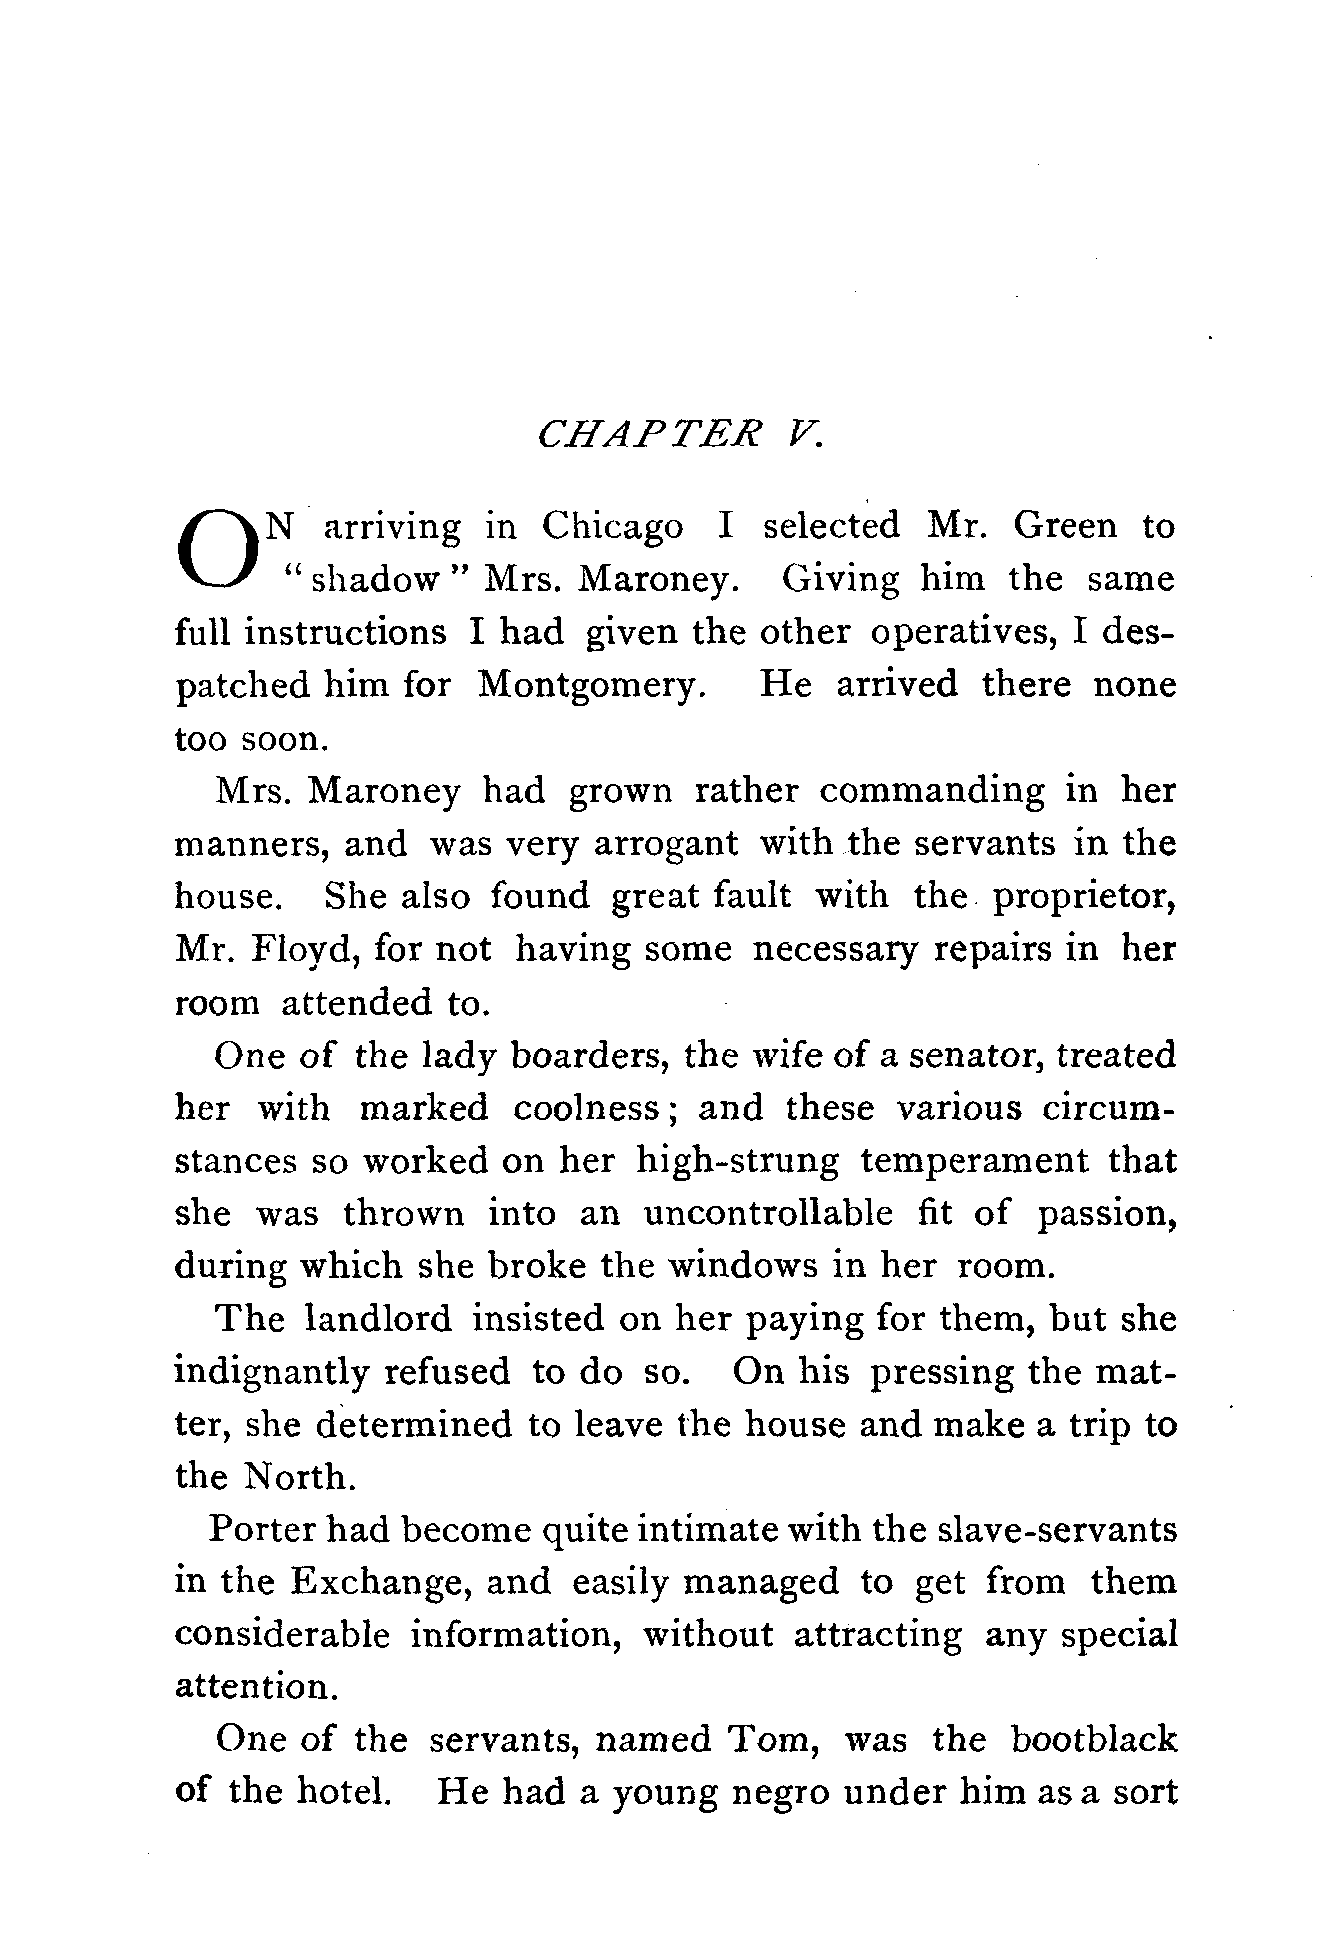 CHAPTER V.
ON arriving in Chicago I selected Mr. Green to
“shadow” Mrs. Maroney. Giving him the same
full instructions I had given the other operatives, I des-
patched him for Montgomery. He arrived there none
too soon.
Mrs. Maroney had grown rather commanding in her
manners, and was very arrogant with the servants in the
house. She also found great fault with the proprietor,
Mr. Floyd, for not having some necessary repairs in her
room attended to.
One of the lady boarders, the wife of a senator, treated
her with marked coolness; and these various circum-
stances so worked on her high-strung temperament that
she was thrown into an uncontrollable fit of passion,
during which she broke the windows in her room.
The landlord insisted on her paying for them, but she
indignantly refused to do so. On his pressing the mat-
ter, she determined to leave the house and make a trip to
the North.
Porter had become quite intimate with the slave-servants
in the Exchange, and easily managed to get from them
considerable information, without attracting any special
attention.
One of the servants, named Tom, was the bootblack
of the hotel. He had a young negro under him as a sort